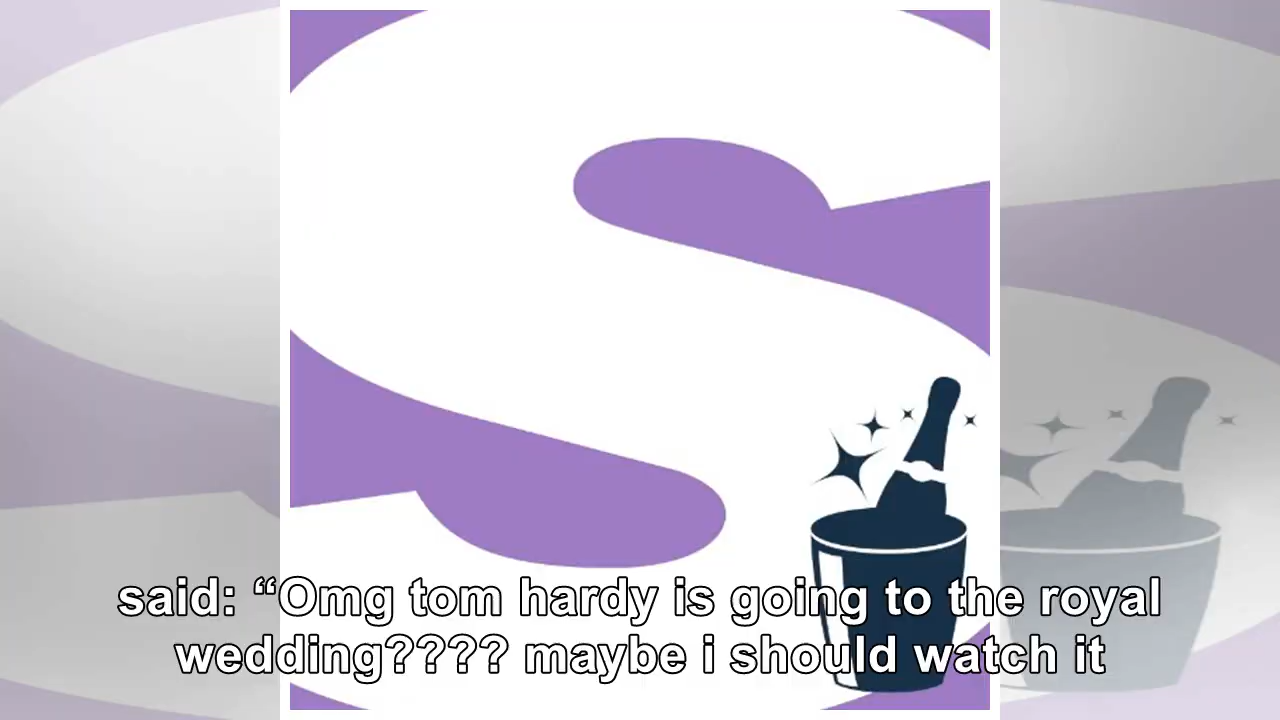 S
said: “Omg tom hardy is going to the royal
wedding???? maybe i should watch it